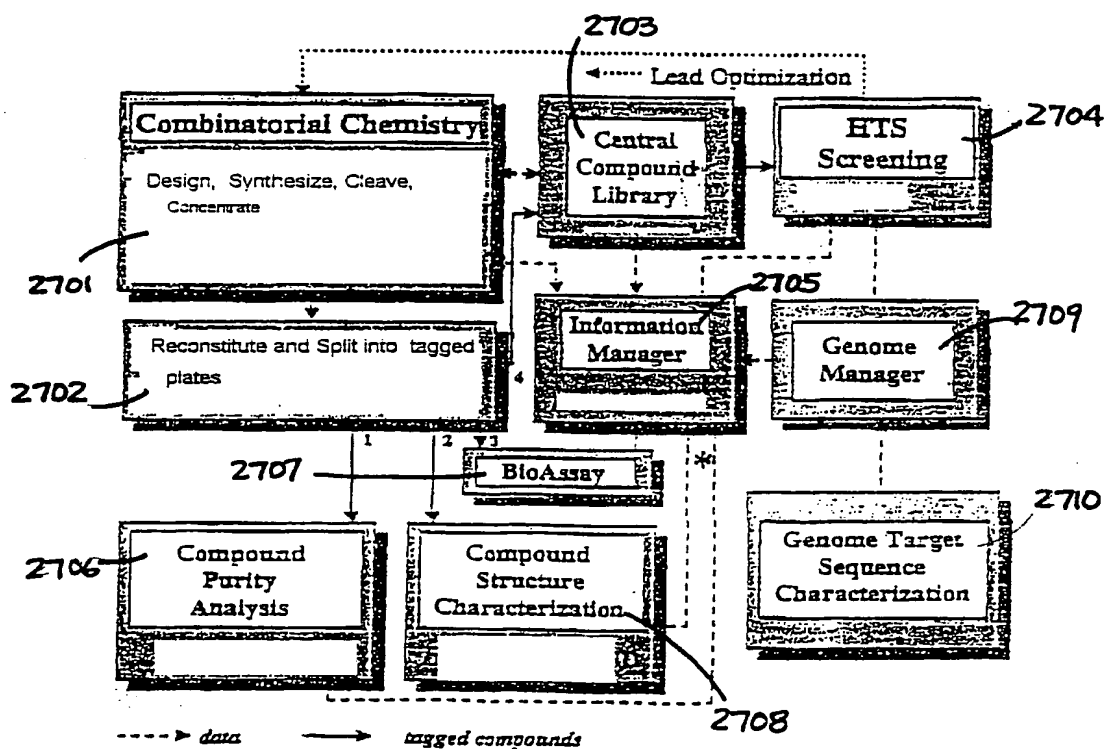 2703
Lead Optimization
Combinatorial Chemistry
Design, Synthesize, Cleave,
Concentrate
2701
Central
Compound
Library
HTS
Screening
2704
2705
Information
Manager
2709
Genome
Manager
Reconstitute and Split into tagged
plates
2702
4
1
2
3
2707
BioAssay
*
2706
Compound
Purity
Analysis
Compound
Structure
Characterization
2710
Genome Target
Sequence
Characterization
2708
data
tagged compounds